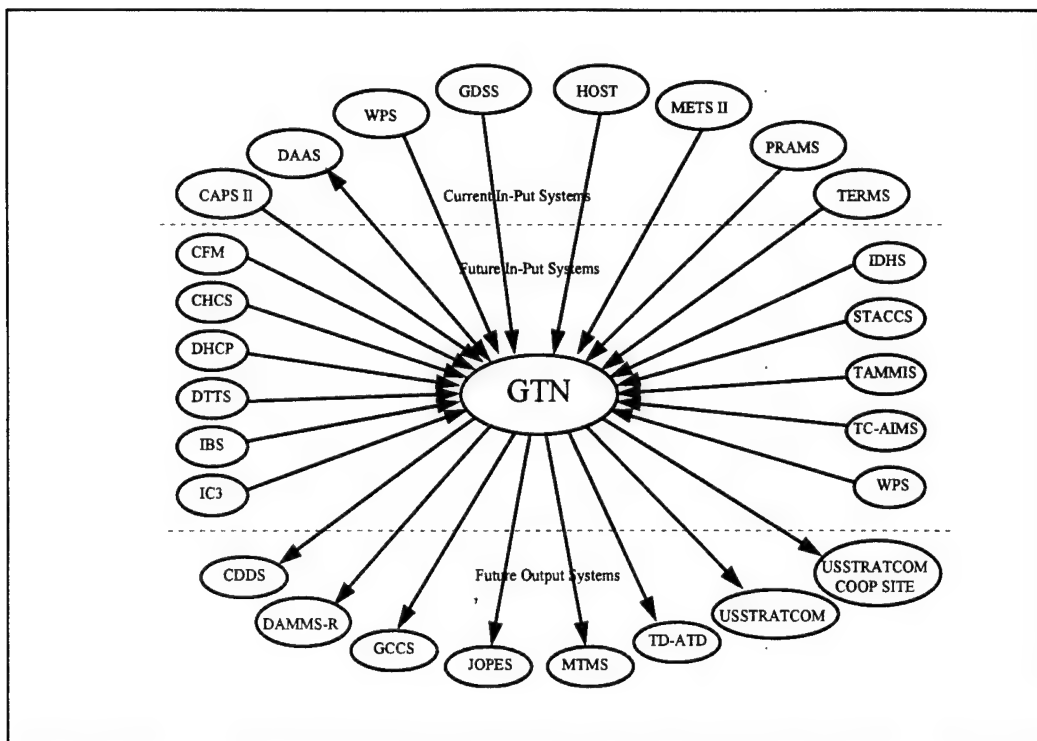 GDSS
HOST
WPS
METS II
DAAS
PRAMS
CAPS II
Current In-Put Systems
TERMS
CFM
Future In-Put Systems
IDHS
CHCS
STACCS
DHCP
TAMMIS
DTTS
GTN
TC-AIMS
IBS
WPS
IC3
CDDS
Future Output Systems
USSTRATCOM
COOP SITE
DAMMS-R
USSTRATCOM
GCCS
TD-ATD
JOPES
MTMS